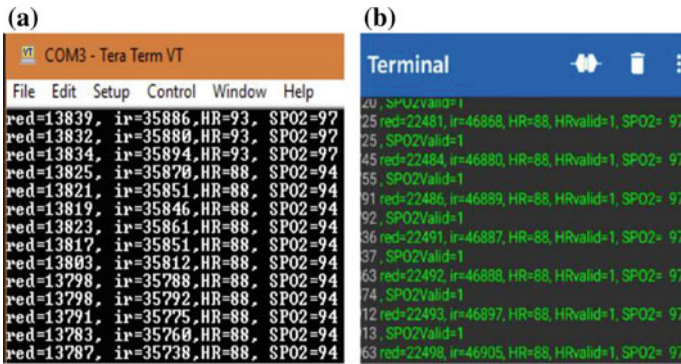 (a)
COM3 - Tera Term VT
File Edit Setup Control Window Help
red=13839, ir=35886,HR=93, SPO2=97
red=13832, ir=35880,HR=93, SPO2=97
red=13834, ir=35894,HR=93, SPO2=97
red=13825, ir=35870,HR=88, SPO2=94
red=13821, ir=35851,HR=88, SPO2=94
red=13819, ir=35846,HR=88, SPO2=94
red=13823, ir=35861,HR=88, SPO2=94
red=13817, ir=35851,HR=88, SPO2=94
red=13803, ir=35812,HR=88, SPO2=94
red=13798, ir=35788,HR=88, SPO2=94
red=13798, ir=35792,HR=88, SPO2=94
red=13791, ir=35775,HR=88, SPO2=94
red=13783, ir=35760,HR=88, SPO2=94
red=13787, ir=35738,HR=88, SPO2=94
(b)
Terminal
20 , SPO2Valid=1
25 red=22481, ir=46868, HR=88, HRvalid=1, SPO2= 97
25 , SPO2Valid=1
45 red=22484, ir=46880, HR=88, HRvalid=1, SPO2= 97
55 , SPO2Valid=1
91 red=22486, ir=46889, HR=88, HRvalid=1, SPO2= 97
92 , SPO2Valid=1
36 red=22491, ir=46887, HR=88, HRvalid=1, SPO2= 97
37 , SPO2Valid=1
63 red=22492, ir=46888, HR=88, HRvalid=1, SPO2= 97
74 , SPO2Valid=1
12 red=22493, ir=46897, HR=88, HRvalid=1, SPO2= 97
13 , SPO2Valid=1
63 red=22498, ir=46905, HR=88, HRvalid=1, SPO2= 97